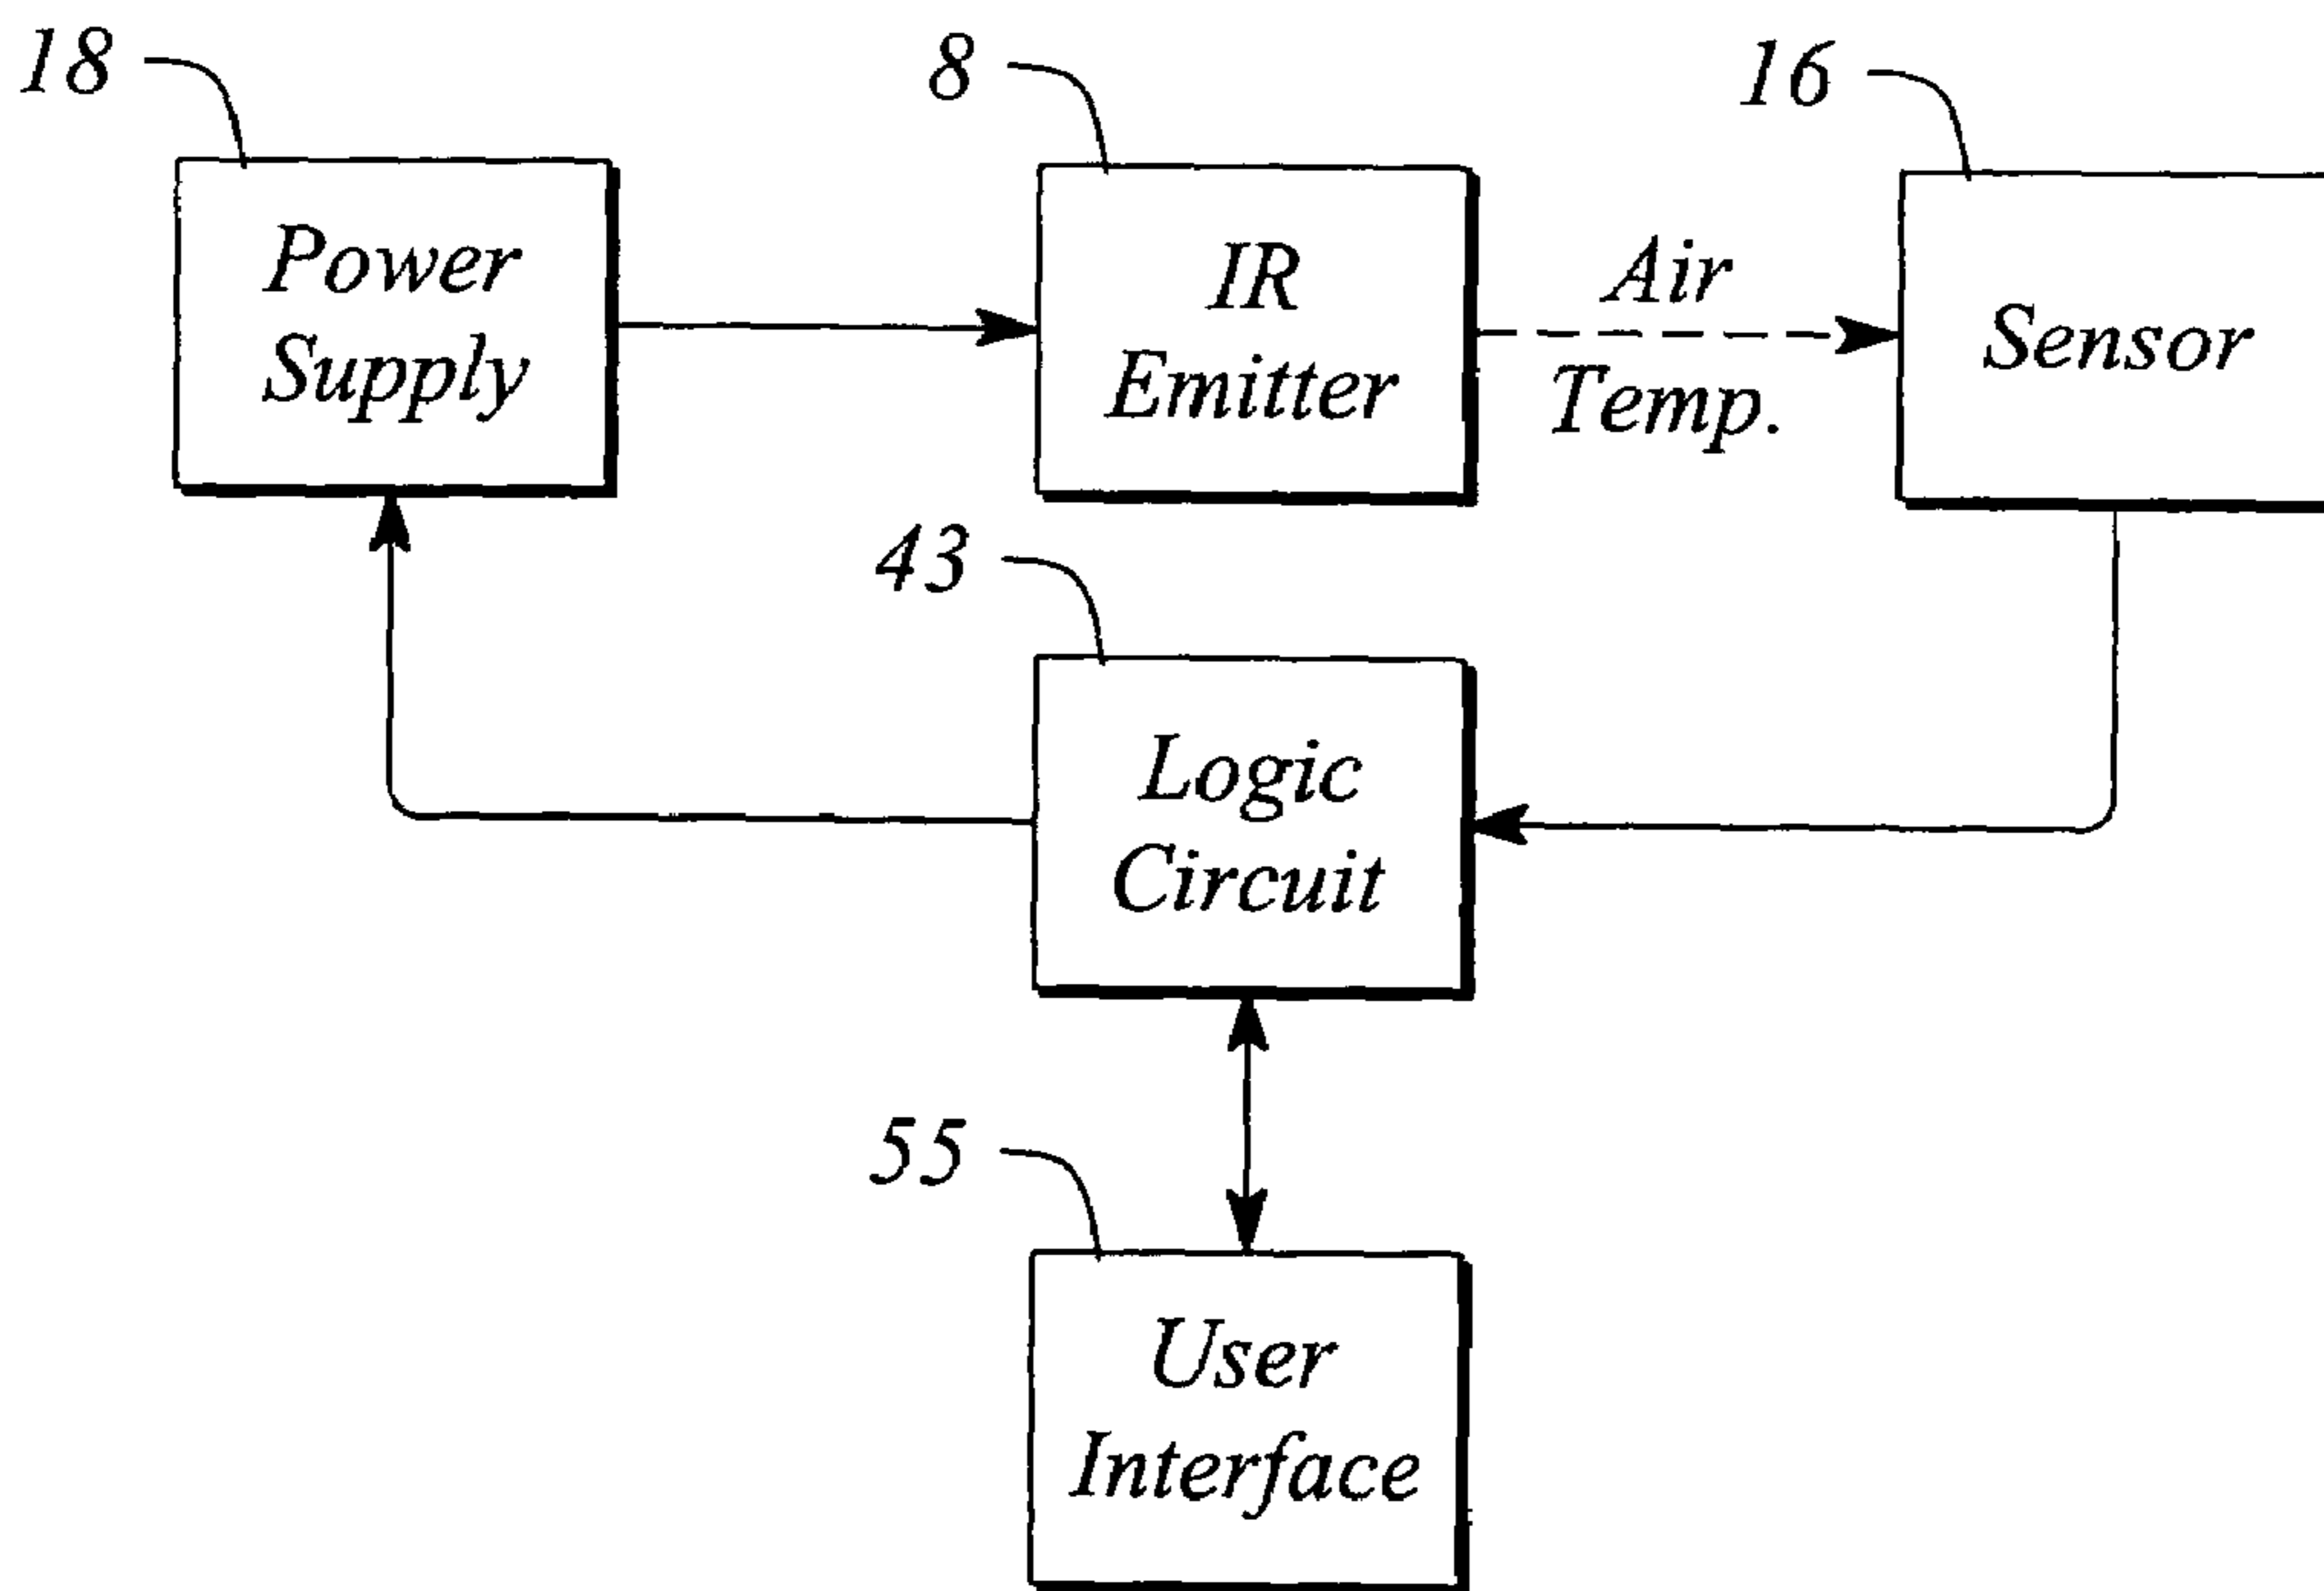 18
8
16
Power
Supply
IR
Emitter
Air
Temp.
Sensor
43
Logic
Circuit
55
User
Interface